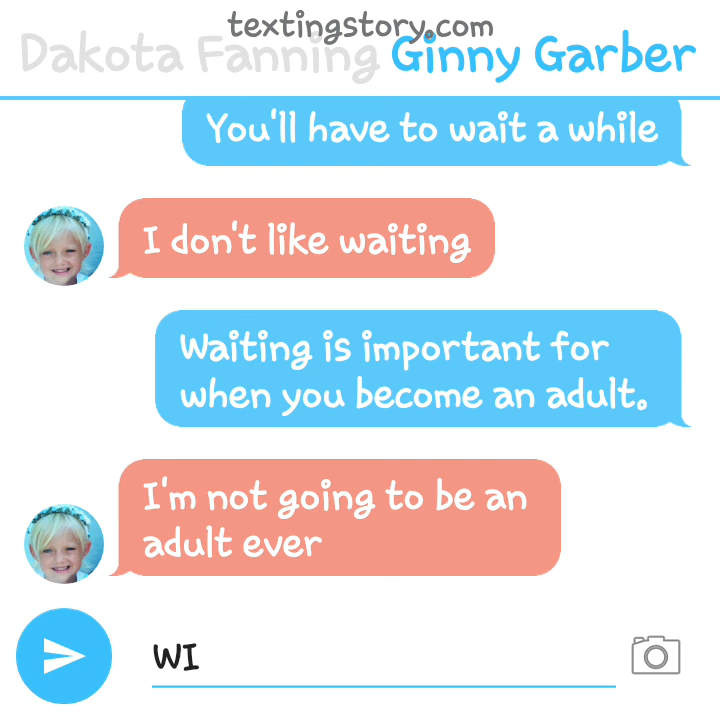 textingstory.com
Dakota Fanning Ginny Garber
You'll have to wait a while
I don't like waiting
Waiting is important for
when you become an adult.
I'm not going to be an
adult ever
WI